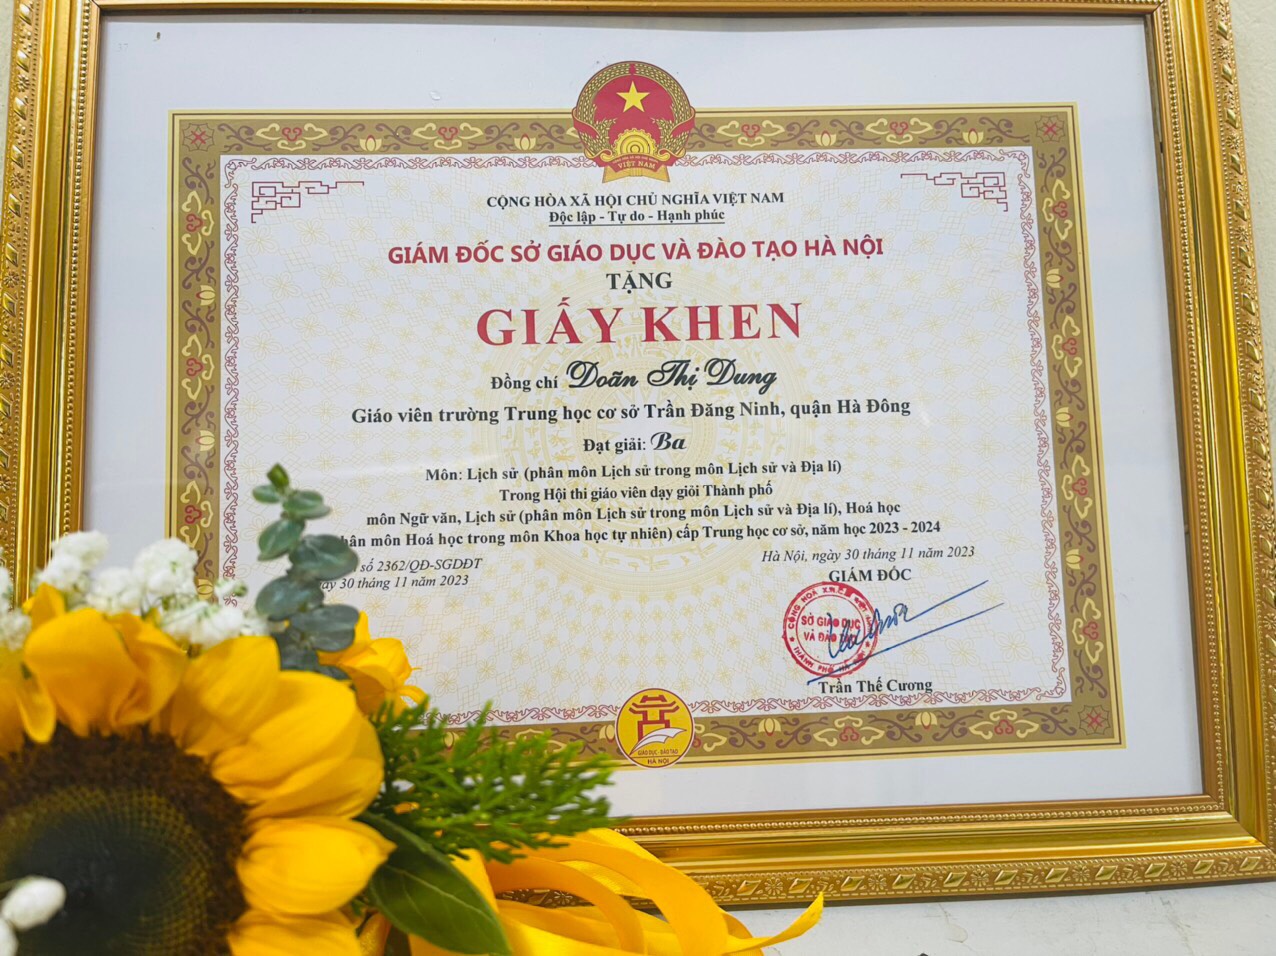 VIỆT NAM
CỘNG HÒA XÃ HỘI CHỦ NGHĨA VIỆT NAM
Độc lập - Tự do - Hạnh phúc
GIÁM ĐỐC SỞ GIÁO DỤC VÀ ĐÀO TẠO HÀ NỘI
TẶNG
GIẤY KHEN
Đồng chí Doãn Thị Dung
Giáo viên trường Trung học cơ sở Trần Đăng Ninh, quận Hà Đông
Đạt giải: Ba
Môn: Lịch sử (phân môn Lịch sử trong môn Lịch sử và Địa lí)
Trong Hội thi giáo viên dạy giỏi Thành phố
môn Ngữ văn, Lịch sử (phân môn Lịch sử trong môn Lịch sử và Địa lí), Hoá học
môn Hoá học trong môn Khoa học tự nhiên) cấp Trung học cơ sở, năm học 2023 - 2024
số 2362/QĐ-SGDĐT
30 tháng 11 năm 2023
Hà Nội, ngày 30 tháng 11 năm 2023
GIÁM ĐỐC
SỞ GIÁO DỤC
VÀ ĐÀO
Trần Thế Cương
GIÁO DỤC - ĐÀO TẠO
HÀ NỘI